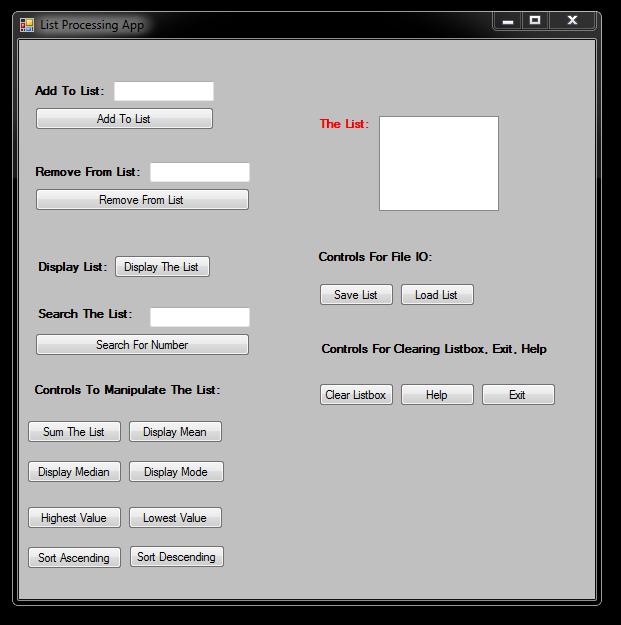 List Processing App
Add To List:
Add To List
Remove From List:
Remove From List
Display List:
Display The List
Search The List:
Search For Number
Controls To Manipulate The List:
Sum The List
Display Mean
Display Median
Display Mode
Highest Value
Lowest Value
Sort Ascending
Sort Descending
The List:
Controls For File IO:
Save List
Load List
Controls For Clearing Listbox, Exit, Help
Clear Listbox
Help
Exit